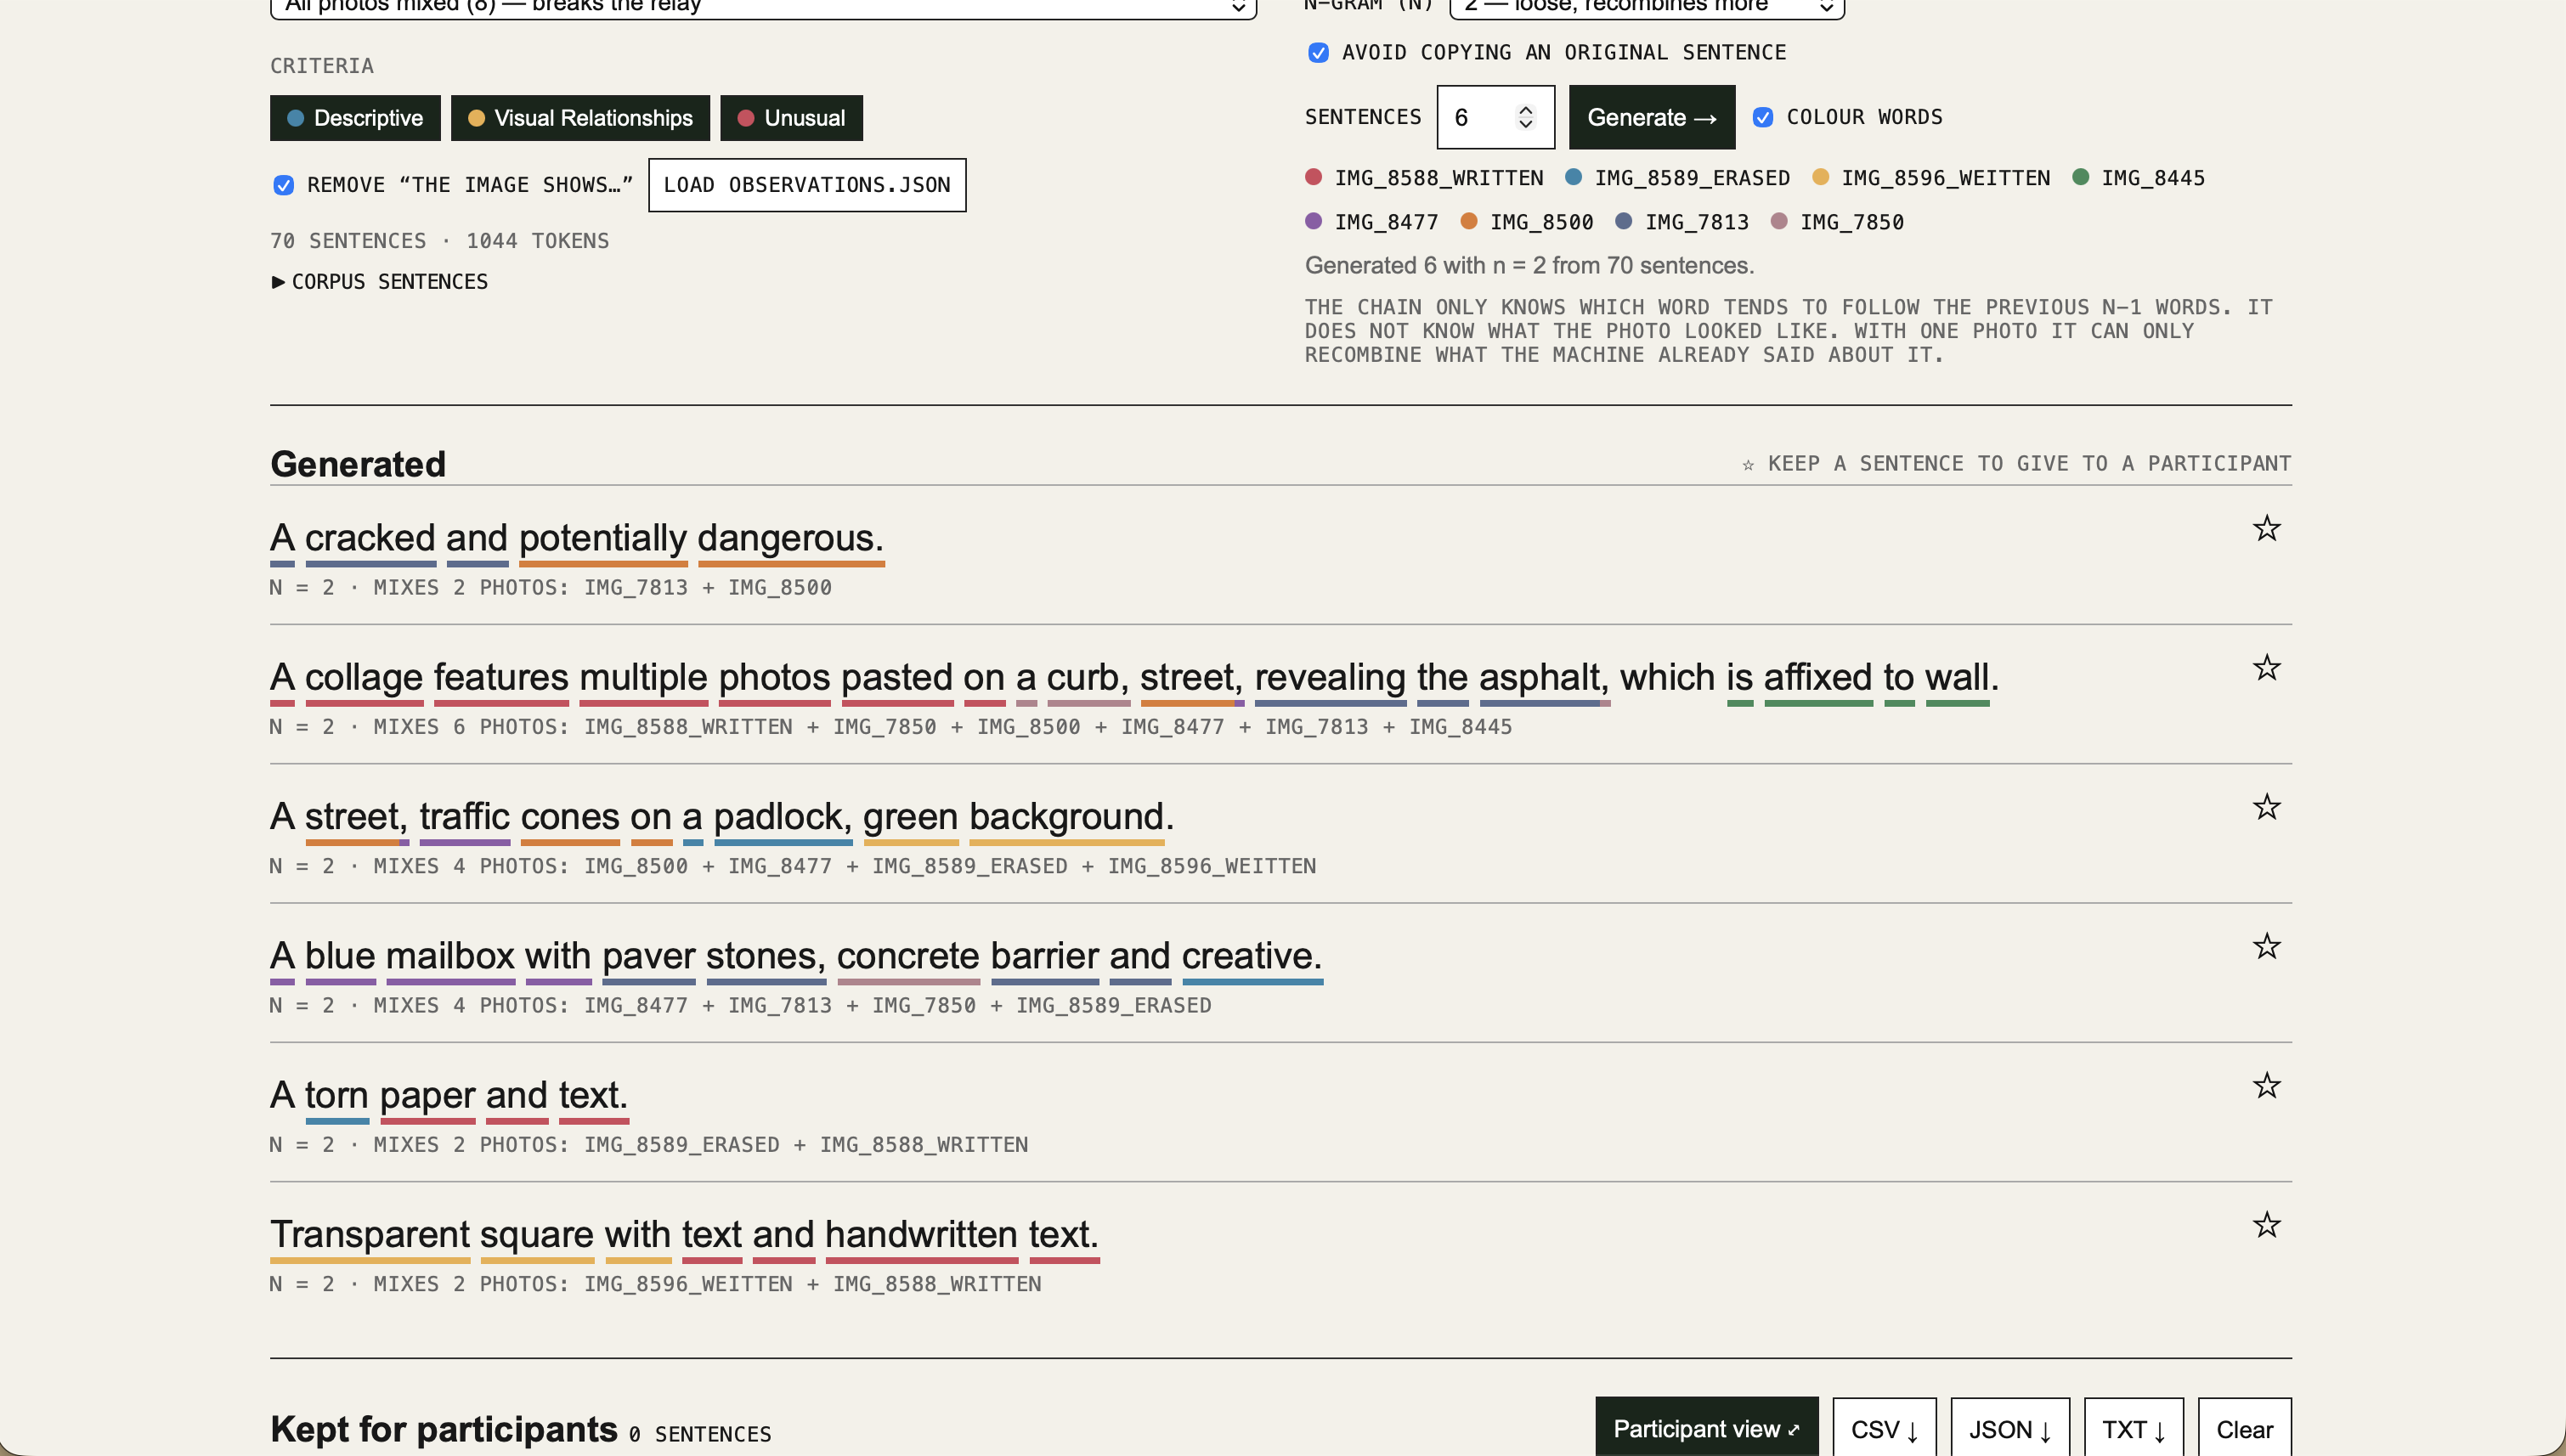 All photos mixed (8) — breaks the relay
N-GRAM (N) 2 — loose, recombines more
CRITERIA
Descriptive Visual Relationships Unusual
REMOVE “THE IMAGE SHOWS…” LOAD OBSERVATIONS.JSON
70 SENTENCES · 1044 TOKENS
▶ CORPUS SENTENCES
AVOID COPYING AN ORIGINAL SENTENCE
SENTENCES 6 Generate → COLOUR WORDS
IMG_8588_WRITTEN IMG_8589_ERASED IMG_8596_WEITTEN IMG_8445
IMG_8477 IMG_8500 IMG_7813 IMG_7850
Generated 6 with n = 2 from 70 sentences.
THE CHAIN ONLY KNOWS WHICH WORD TENDS TO FOLLOW THE PREVIOUS N–1 WORDS. IT
DOES NOT KNOW WHAT THE PHOTO LOOKED LIKE. WITH ONE PHOTO IT CAN ONLY
RECOMBINE WHAT THE MACHINE ALREADY SAID ABOUT IT.
Generated
☆ KEEP A SENTENCE TO GIVE TO A PARTICIPANT
A cracked and potentially dangerous.
N = 2 · MIXES 2 PHOTOS: IMG_7813 + IMG_8500
A collage features multiple photos pasted on a curb, street, revealing the asphalt, which is affixed to wall.
N = 2 · MIXES 6 PHOTOS: IMG_8588_WRITTEN + IMG_7850 + IMG_8500 + IMG_8477 + IMG_7813 + IMG_8445
A street, traffic cones on a padlock, green background.
N = 2 · MIXES 4 PHOTOS: IMG_8500 + IMG_8477 + IMG_8589_ERASED + IMG_8596_WEITTEN
A blue mailbox with paver stones, concrete barrier and creative.
N = 2 · MIXES 4 PHOTOS: IMG_8477 + IMG_7813 + IMG_7850 + IMG_8589_ERASED
A torn paper and text.
N = 2 · MIXES 2 PHOTOS: IMG_8589_ERASED + IMG_8588_WRITTEN
Transparent square with text and handwritten text.
N = 2 · MIXES 2 PHOTOS: IMG_8596_WEITTEN + IMG_8588_WRITTEN
Kept for participants 0 SENTENCES
Participant view ⤢ CSV ↓ JSON ↓ TXT ↓ Clear